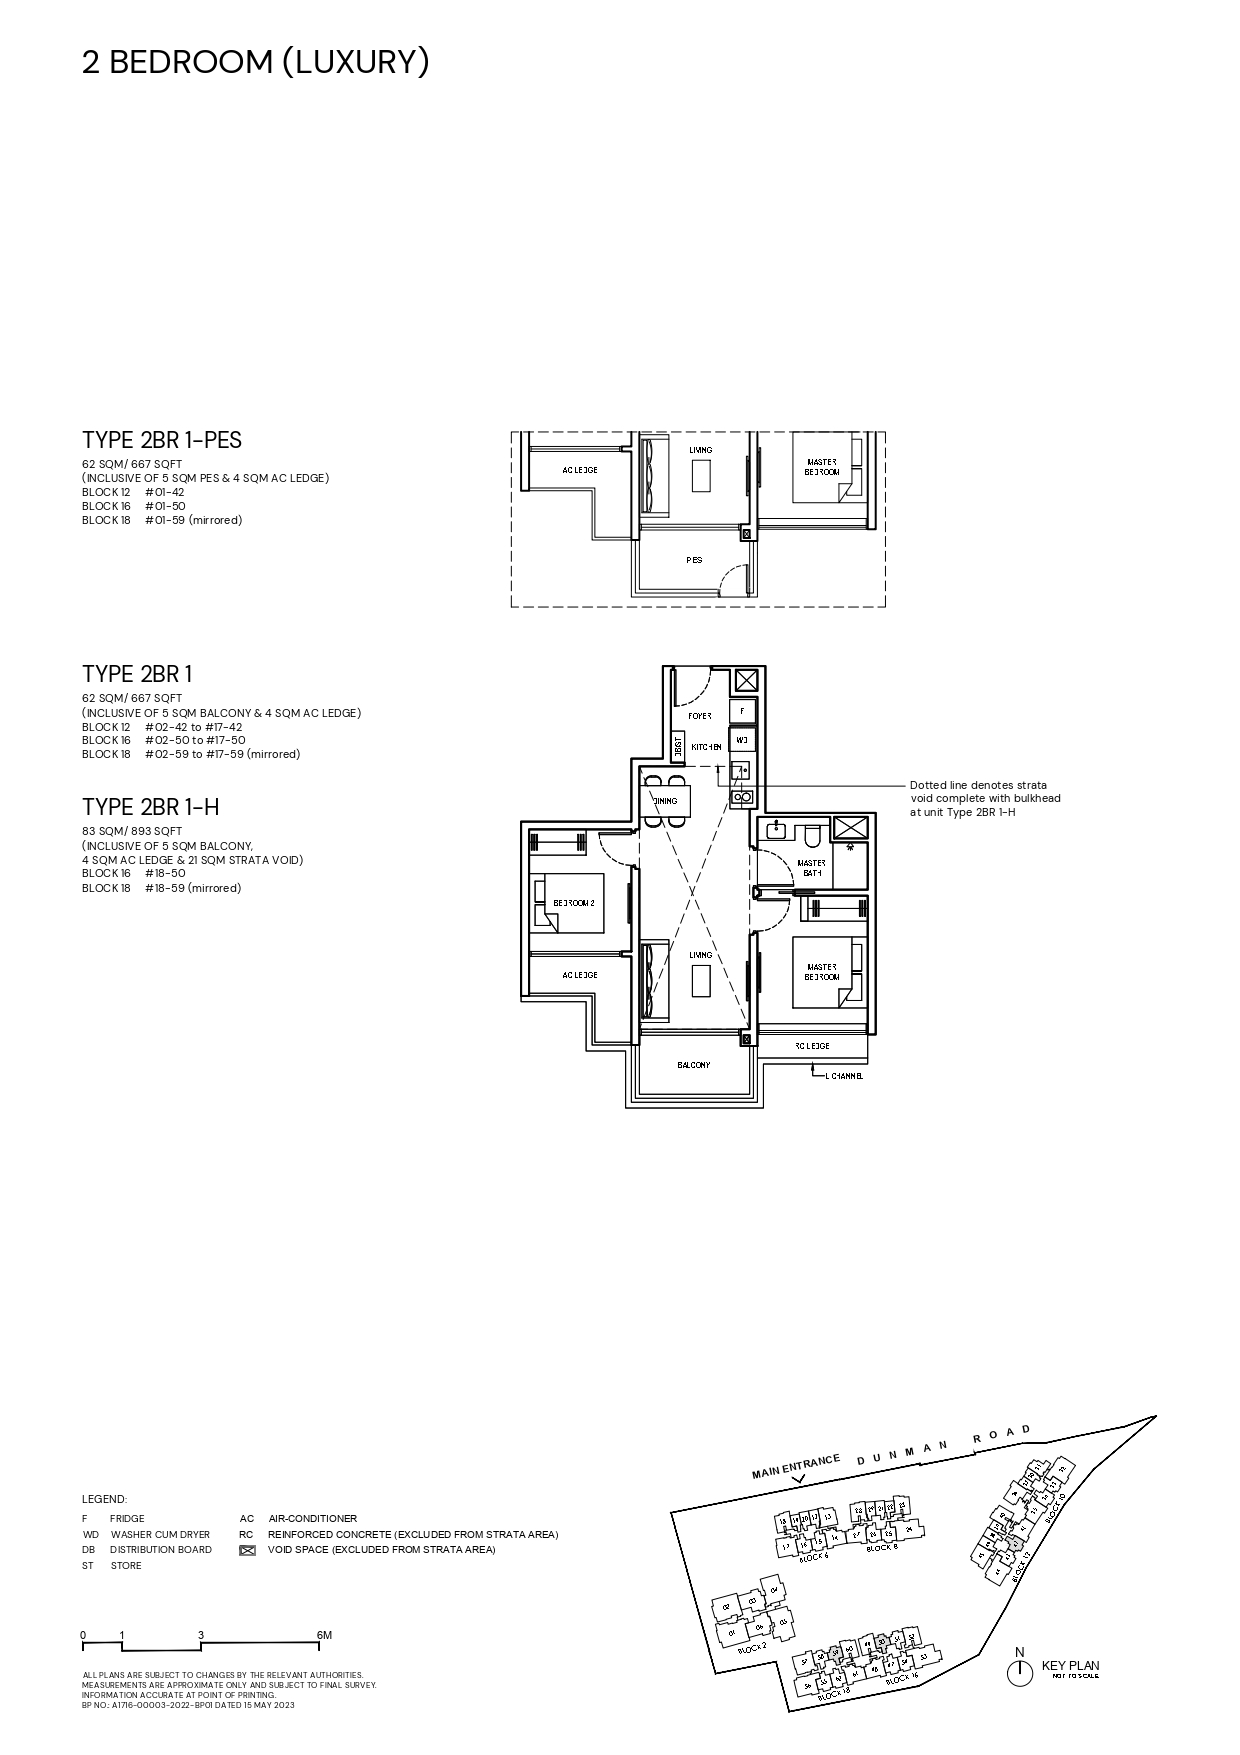 2 BEDROOM (LUXURY)
TYPE 2BR 1-PES
62 SQM/ 667 SQFT
(INCLUSIVE OF 5 SQM PES & 4 SQM AC LEDGE)
BLOCK 12 #01-42
BLOCK 16 #01-50
BLOCK 18 #01-59 (mirrored)
LIVING
AC LEDGE
MASTER
BEDROOM
PES
TYPE 2BR 1
62 SQM/ 667 SQFT
(INCLUSIVE OF 5 SQM BALCONY & 4 SQM AC LEDGE)
BLOCK 12 #02-42 to #17-42
BLOCK 16 #02-50 to #17-50
BLOCK 18 #02-59 to #17-59 (mirrored)
TYPE 2BR 1-H
83 SQM/ 893 SQFT
(INCLUSIVE OF 5 SQM BALCONY,
4 SQM AC LEDGE & 21 SQM STRATA VOID)
BLOCK 16 #18-50
BLOCK 18 #18-59 (mirrored)
FOYER
F
DB/ST
KITCHEN
WD
DINING
Dotted line denotes strata
void complete with bulkhead
at unit Type 2BR 1-H
MASTER
BATH
BEDROOM 2
LIVING
AC LEDGE
MASTER
BEDROOM
RC LEDGE
BALCONY
L CHANNEL
LEGEND:
F FRIDGE
WD WASHER CUM DRYER
DB DISTRIBUTION BOARD
ST STORE
AC AIR-CONDITIONER
RC REINFORCED CONCRETE (EXCLUDED FROM STRATA AREA)
VOID SPACE (EXCLUDED FROM STRATA AREA)
0 1 3 6M
ALL PLANS ARE SUBJECT TO CHANGES BY THE RELEVANT AUTHORITIES.
MEASUREMENTS ARE APPROXIMATE ONLY AND SUBJECT TO FINAL SURVEY.
INFORMATION ACCURATE AT POINT OF PRINTING.
BP NO.: A1716-00003-2022-BP01 DATED 15 MAY 2023
MAIN ENTRANCE
DUNMAN ROAD
BLOCK 6
BLOCK 8
BLOCK 10
BLOCK 12
BLOCK 2
BLOCK 18
BLOCK 16
N
KEY PLAN
NOT TO SCALE